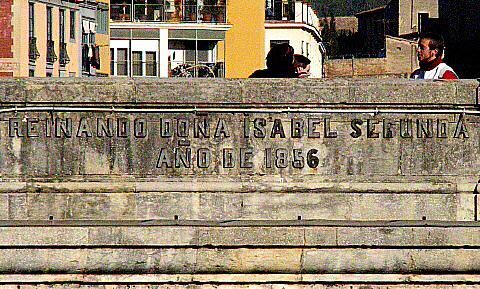 REINANDO DOÑA ISABEL SEGUNDA
AÑO DE 1856